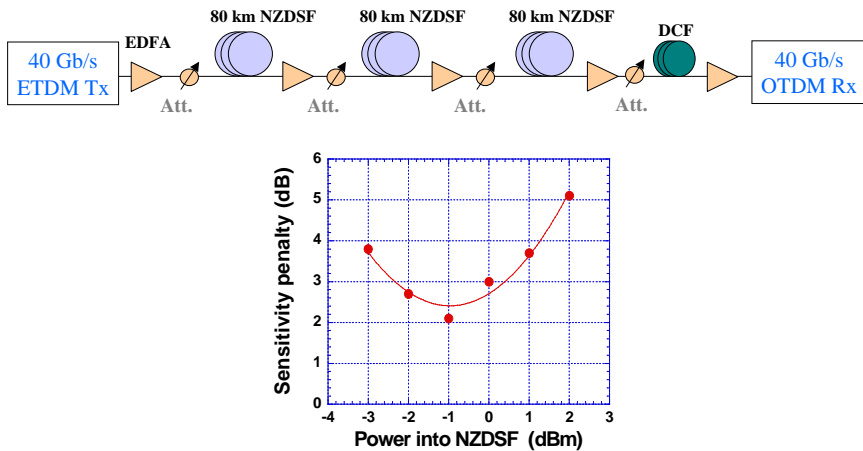 80 km NZDSF 80 km NZDSF 80 km NZDSF
EDFA DCF
40 Gb/s
ETDM Tx
40 Gb/s
OTDM Rx
Att. Att. Att. Att.
Sensitivity penalty (dB)
6
5
4
3
2
1
0
-4 -3 -2 -1 0 1 2 3
Power into NZDSF (dBm)